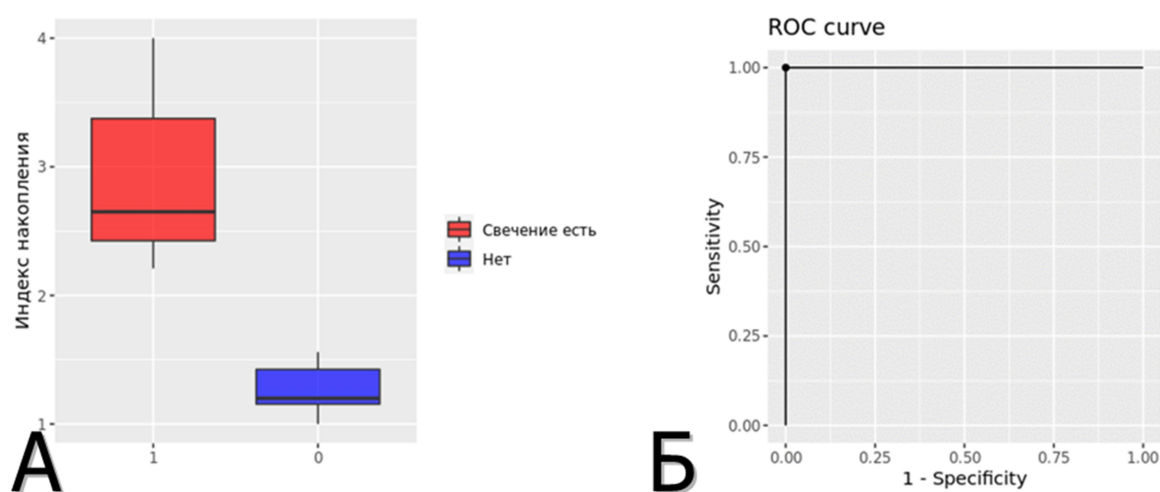 Индекс накопления
4
3
2
1
1
0
Свечение есть
Нет
А
ROC curve
Sensitivity
1.00
0.75
0.50
0.25
0.00
0.00
0.25
0.50
0.75
1.00
1 - Specificity
Б